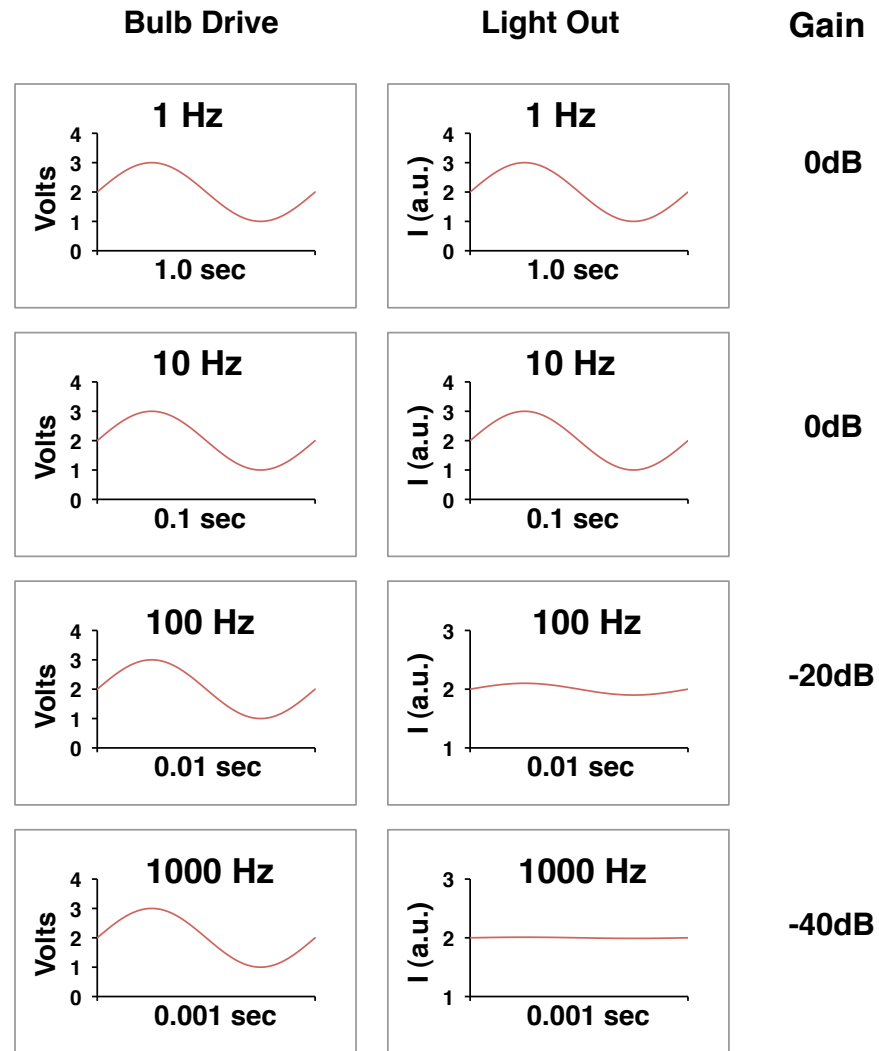 Bulb Drive
Light Out
Gain
1 Hz
4
3
2
1
0
Volts
1.0 sec
1 Hz
4
3
2
1
0
I (a.u.)
1.0 sec
0dB
10 Hz
4
3
2
1
0
Volts
0.1 sec
10 Hz
4
3
2
1
0
I (a.u.)
0.1 sec
0dB
100 Hz
4
3
2
1
0
Volts
0.01 sec
100 Hz
3
2
1
I (a.u.)
0.01 sec
-20dB
1000 Hz
4
3
2
1
0
Volts
0.001 sec
1000 Hz
3
2
1
I (a.u.)
0.001 sec
-40dB